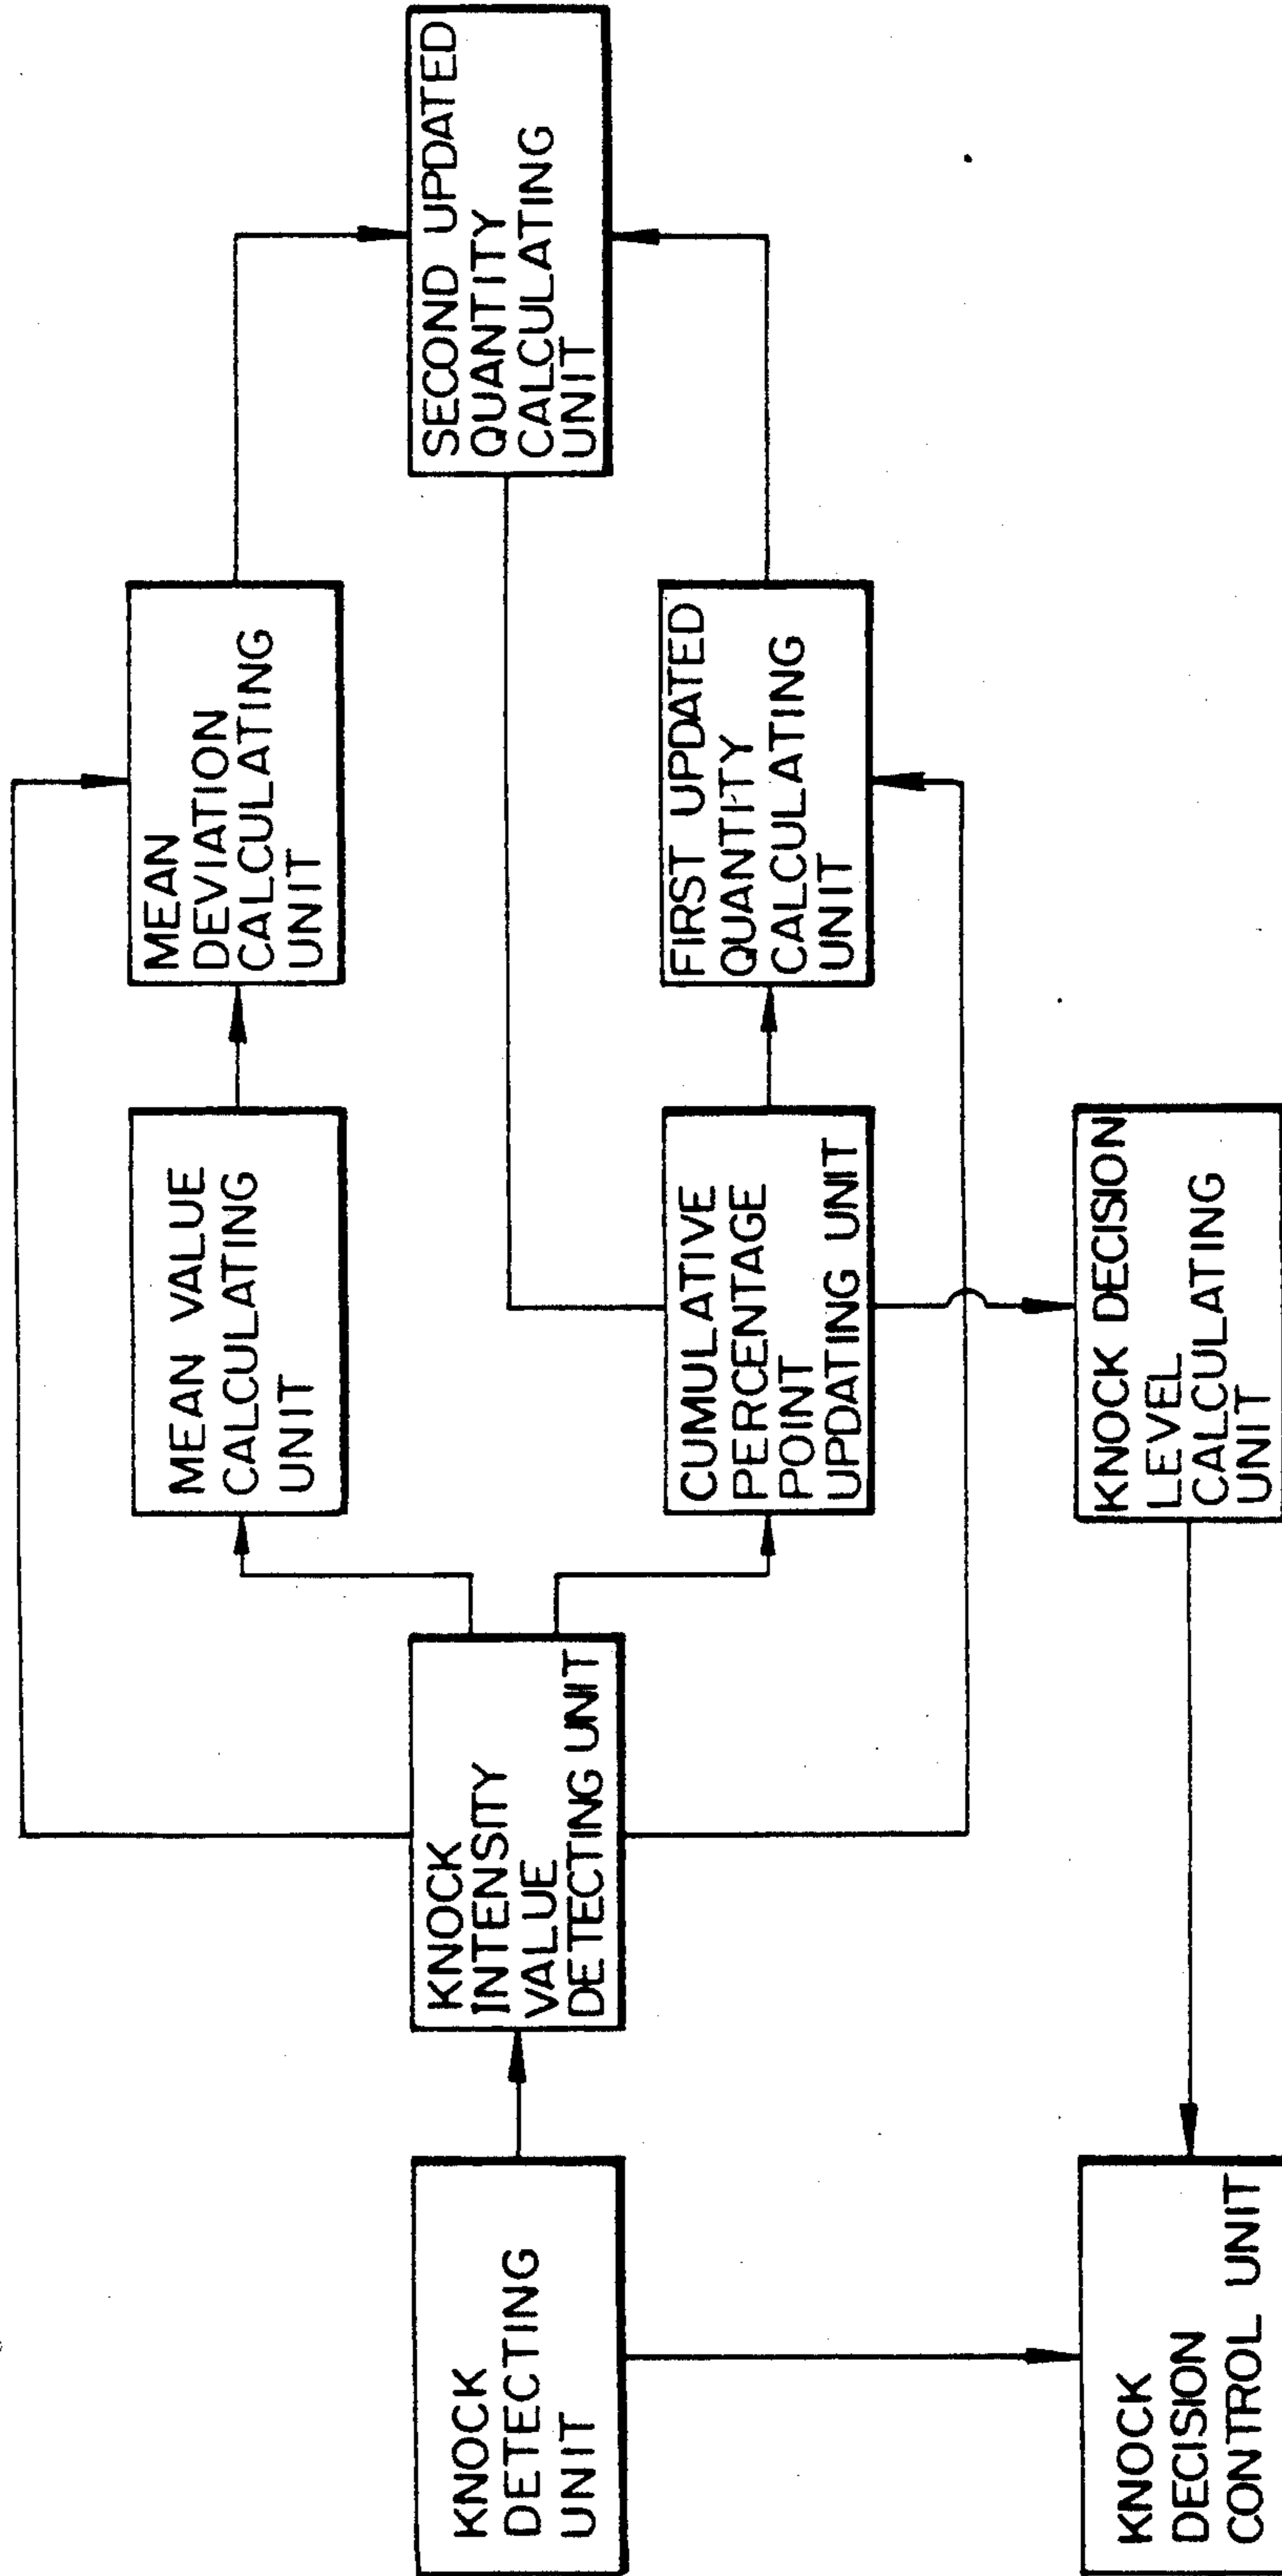 MEAN VALUE
CALCULATING
UNIT
MEAN
DEVIATION
CALCULATING
UNIT
KNOCK
DETECTING
UNIT
KNOCK
INTENSITY
VALUE
DETECTING UNIT
SECOND UPDATED
QUANTITY
CALCULATING
UNIT
CUMULATIVE
PERCENTAGE
POINT
UPDATING UNIT
FIRST UPDATED
QUANTITY
CALCULATING
UNIT
KNOCK
DECISION
CONTROL UNIT
KNOCK DECISION
LEVEL
CALCULATING
UNIT